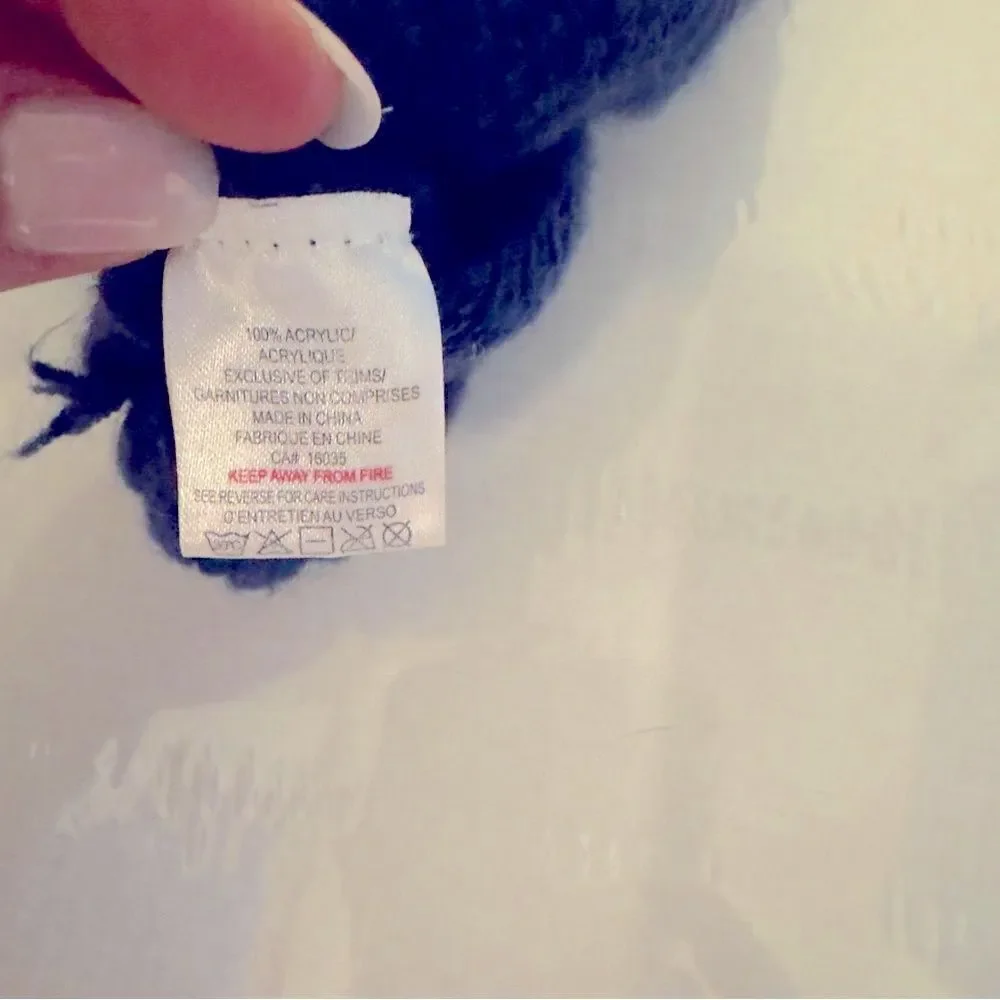 100% ACRYLIC/
ACRYLIQUE
EXCLUSIVE OF TRIMS/
GARNITURES NON COMPRISES
MADE IN CHINA
FABRIQUE EN CHINE
CA# 16035
KEEP AWAY FROM FIRE
SEE REVERSE FOR CARE INSTRUCTIONS
D'ENTRETIEN AU VERSO
30°C